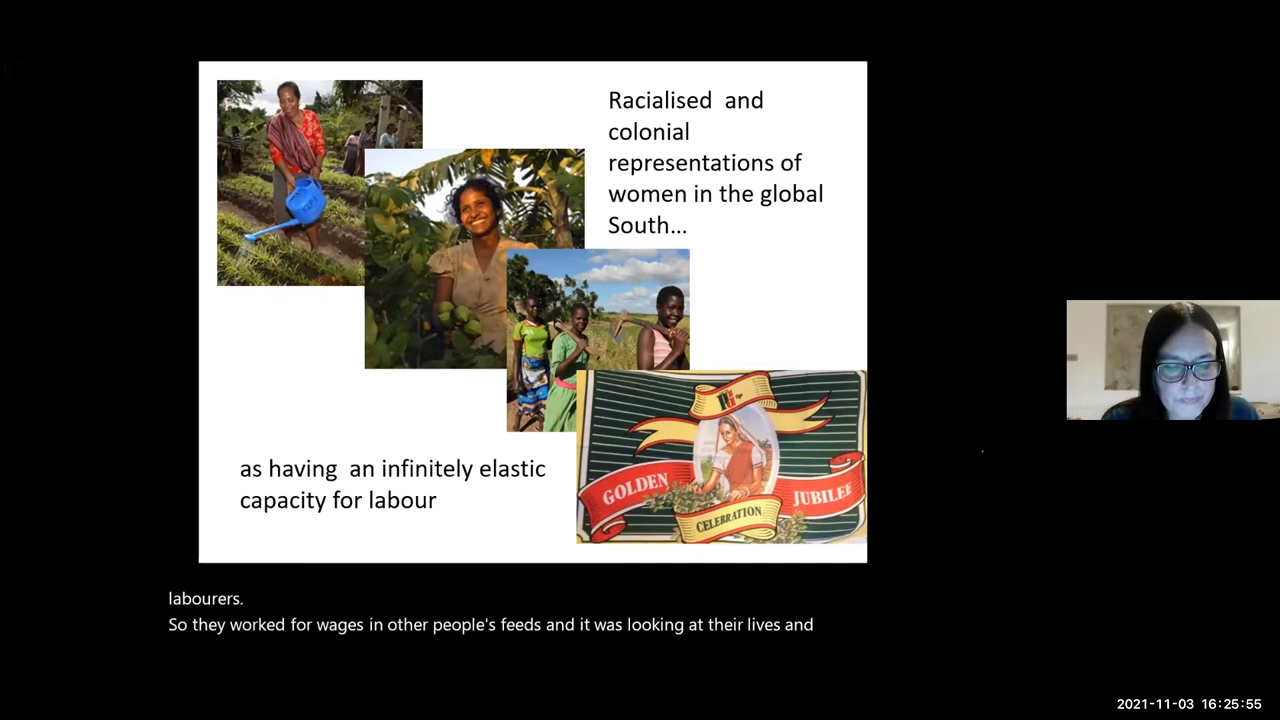 Racialised and
colonial
representations of
women in the global
South...
as having an infinitely elastic
capacity for labour
GOLDEN
JUBILEE
CELEBRATION
labourers.
So they worked for wages in other people's feeds and it was looking at their lives and
2021-11-03 16:25:55